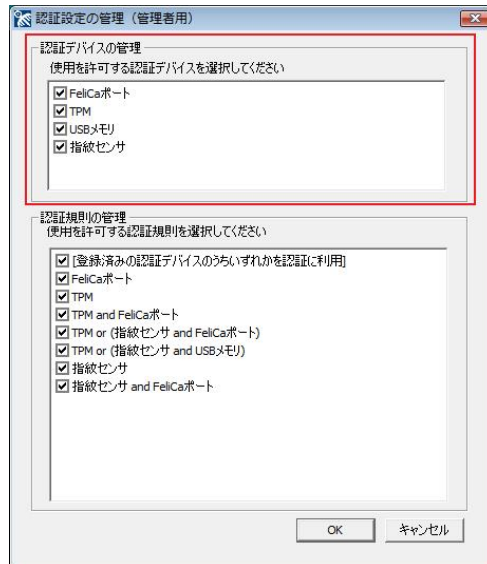 認証設定の管理（管理者用）
認証デバイスの管理
使用を許可する認証デバイスを選択してください
FeliCaポート
TPM
USBメモリ
指紋センサ
認証規則の管理
使用を許可する認証規則を選択してください
[登録済みの認証デバイスのうちいずれかを認証に利用]
FeliCaポート
TPM
TPM and FeliCaポート
TPM or (指紋センサ and FeliCaポート)
TPM or (指紋センサ and USBメモリ)
指紋センサ
指紋センサ and FeliCaポート
OK キャンセル